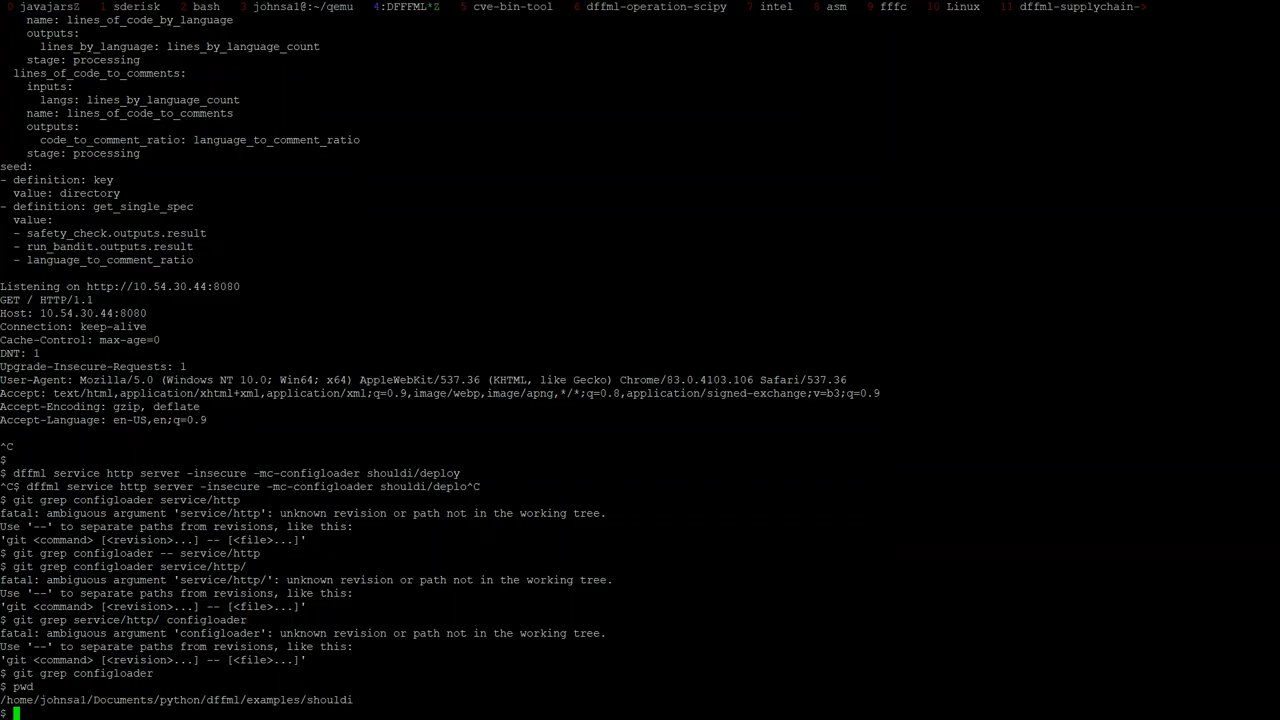 0 javajarsZ  1 sderisk  2 bash  3 johnsa1@:~/qemu  4:DFFFML*Z  5 cve-bin-tool  6 dffml-operation-scipy  7 intel  8 asm  9 fffc  10 Linux  11 dffml-supplychain->
    name: lines_of_code_by_language
    outputs:
      lines_by_language: lines_by_language_count
    stage: processing
  lines_of_code_to_comments:
    inputs:
      langs: lines_by_language_count
    name: lines_of_code_to_comments
    outputs:
      code_to_comment_ratio: language_to_comment_ratio
    stage: processing
seed:
- definition: key
  value: directory
- definition: get_single_spec
  value:
  - safety_check.outputs.result
  - run_bandit.outputs.result
  - language_to_comment_ratio
Listening on http://10.54.30.44:8080
GET / HTTP/1.1
Host: 10.54.30.44:8080
Connection: keep-alive
Cache-Control: max-age=0
DNT: 1
Upgrade-Insecure-Requests: 1
User-Agent: Mozilla/5.0 (Windows NT 10.0; Win64; x64) AppleWebKit/537.36 (KHTML, like Gecko) Chrome/83.0.4103.106 Safari/537.36
Accept: text/html,application/xhtml+xml,application/xml;q=0.9,image/webp,image/apng,*/*;q=0.8,application/signed-exchange;v=b3;q=0.9
Accept-Encoding: gzip, deflate
Accept-Language: en-US,en;q=0.9
^C
$
$ dffml service http server -insecure -mc-configloader shouldi/deploy
^C$ dffml service http server -insecure -mc-configloader shouldi/deplo^C
$ git grep configloader service/http
fatal: ambiguous argument 'service/http': unknown revision or path not in the working tree.
Use '--' to separate paths from revisions, like this:
'git <command> [<revision>...] -- [<file>...]'
$ git grep configloader -- service/http
$ git grep configloader service/http/
fatal: ambiguous argument 'service/http/': unknown revision or path not in the working tree.
Use '--' to separate paths from revisions, like this:
'git <command> [<revision>...] -- [<file>...]'
$ git grep service/http/ configloader
fatal: ambiguous argument 'configloader': unknown revision or path not in the working tree.
Use '--' to separate paths from revisions, like this:
'git <command> [<revision>...] -- [<file>...]'
$ git grep configloader
$ pwd
/home/johnsa1/Documents/python/dffml/examples/shouldi
$